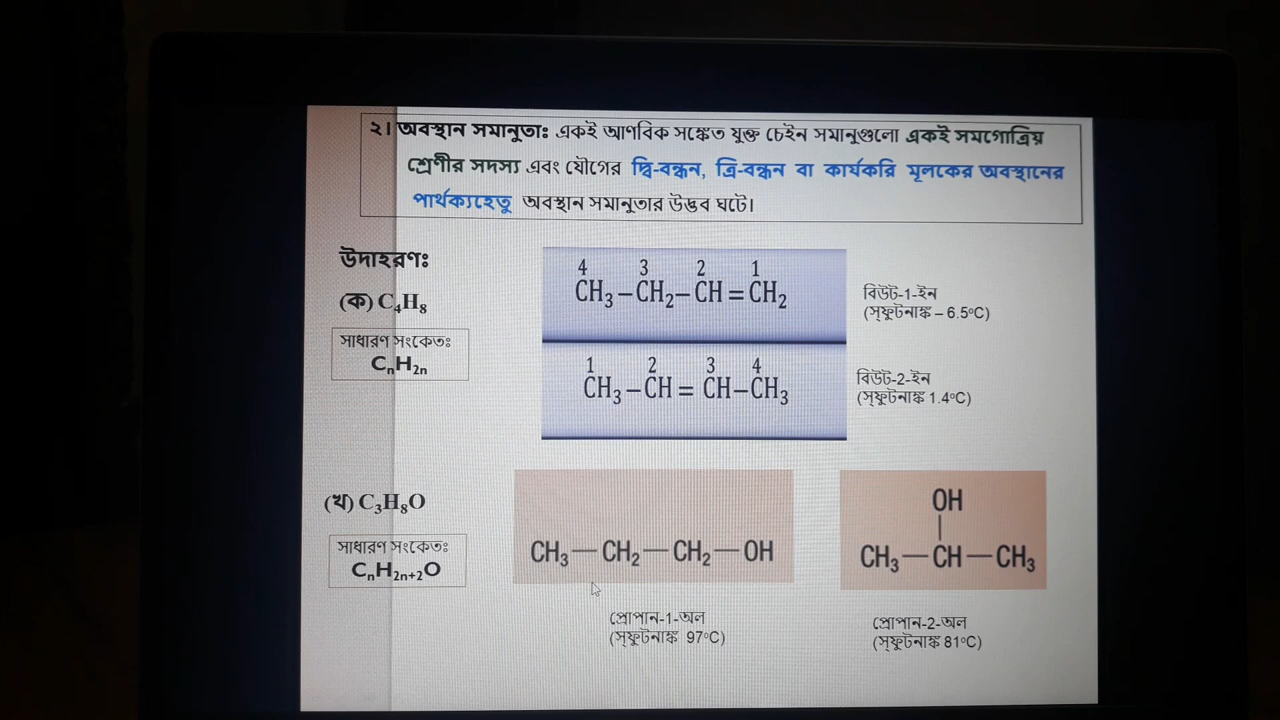 ২। অবস্থান সমানুতাঃ একই আণবিক সঙ্কেত যুক্ত চেইন সমানুগুলো একই সমগোত্রিয়
শ্রেণীর সদস্য এবং যৌগের দ্বি-বন্ধন, ত্রি-বন্ধন বা কার্যকরি মূলকের অবস্থানের
পার্থক্যহেতু অবস্থান সমানুতার উদ্ভব ঘটে।
উদাহরণঃ
(ক) C₄H₈
সাধারণ সংকেতঃ
CₙH₂ₙ
4 3 2 1
CH₃–CH₂–CH=CH₂
বিউট-1-ইন
(স্ফুটনাঙ্ক – 6.5°C)
1 2 3 4
CH₃–CH=CH–CH₃
বিউট-2-ইন
(স্ফুটনাঙ্ক 1.4°C)
(খ) C₃H₈O
সাধারণ সংকেতঃ
CₙH₂ₙ₊₂O
CH₃—CH₂—CH₂—OH
প্রোপান-1-অল
(স্ফুটনাঙ্ক 97°C)
OH
CH₃—CH—CH₃
প্রোপান-2-অল
(স্ফুটনাঙ্ক 81°C)